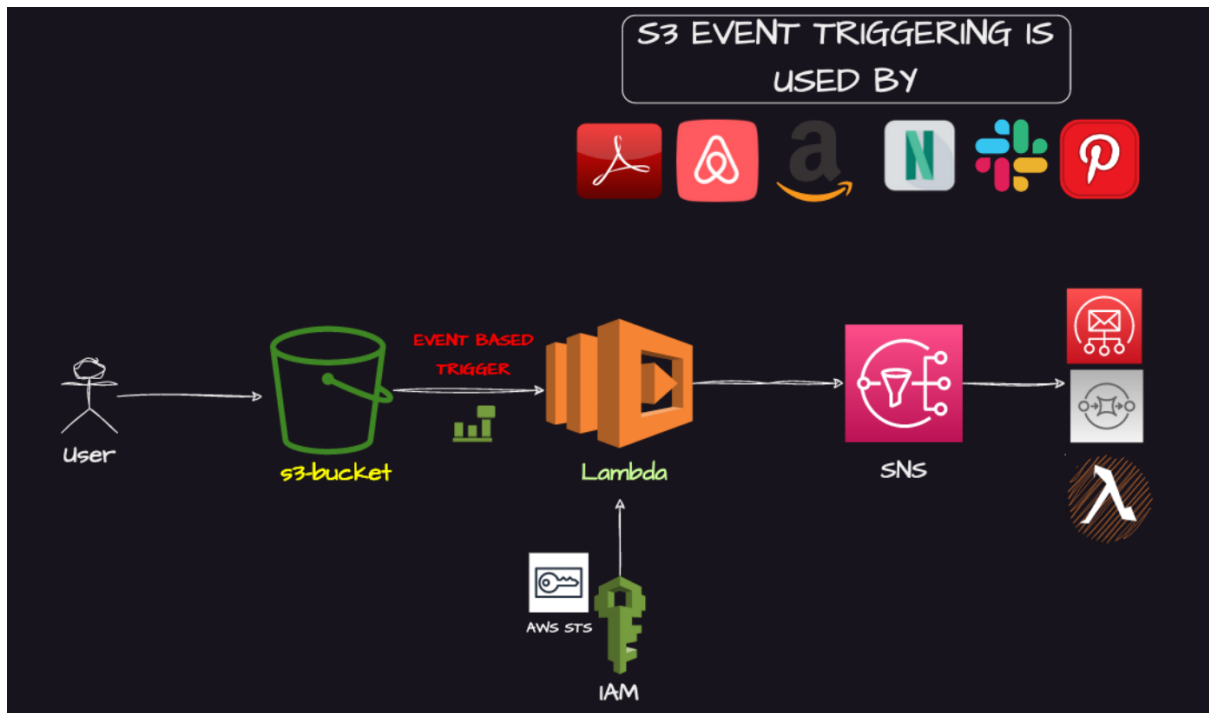 S3 EVENT TRIGGERING IS
USED BY
EVENT BASED
TRIGGER
User
s3-bucket
Lambda
SNS
AWS STS
IAM